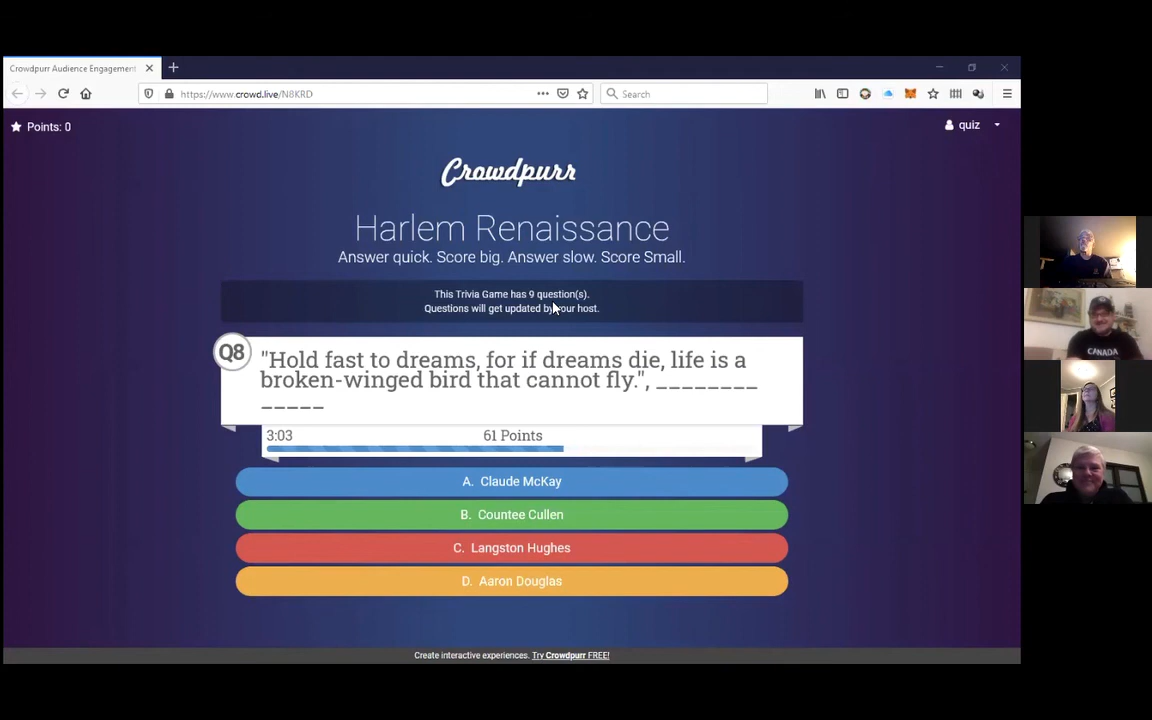 Crowdpurr Audience Engagement
https://www.crowd.live/N8KRD
Search
Points: 0
quiz
Crowdpurr
Harlem Renaissance
Answer quick. Score big. Answer slow. Score Small.
This Trivia Game has 9 question(s).
Questions will get updated by your host.
Q8
"Hold fast to dreams, for if dreams die, life is a
broken-winged bird that cannot fly.", ________
_____
3:03 61 Points
A. Claude McKay
B. Countee Cullen
C. Langston Hughes
D. Aaron Douglas
Create interactive experiences. Try Crowdpurr FREE!
CANADA